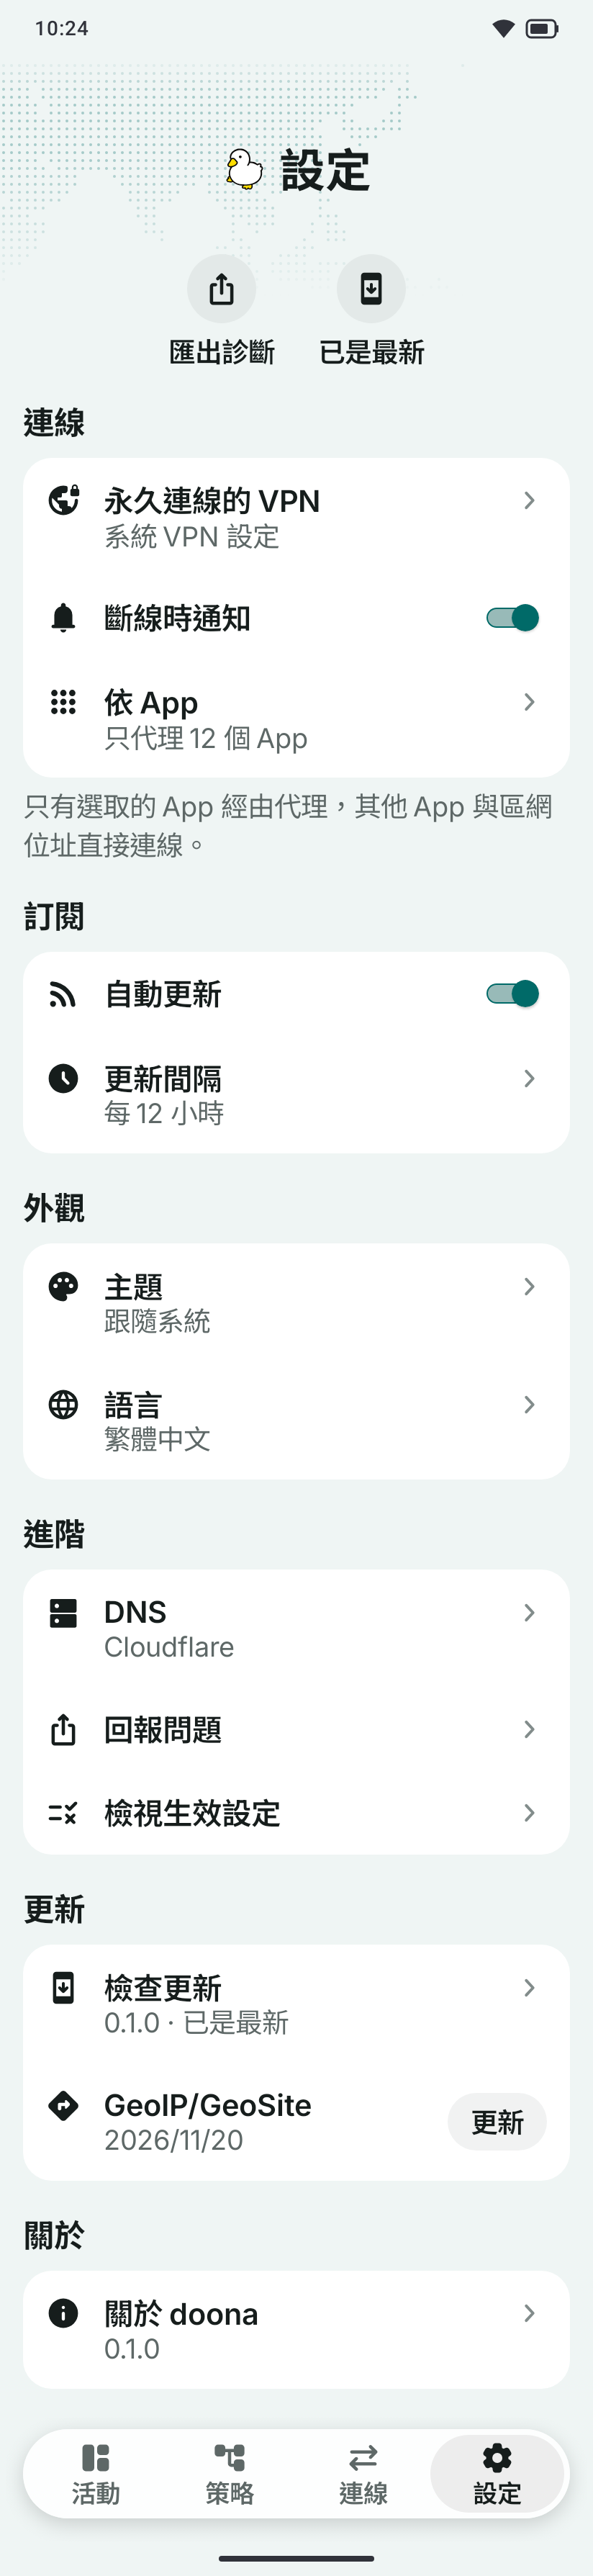 10:24
設定
匯出診斷
已是最新
連線
永久連線的 VPN
系統 VPN 設定
斷線時通知
依 App
只代理 12 個 App
只有選取的 App 經由代理，其他 App 與區網
位址直接連線。
訂閱
自動更新
更新間隔
每 12 小時
外觀
主題
跟隨系統
語言
繁體中文
進階
DNS
Cloudflare
回報問題
檢視生效設定
更新
檢查更新
0.1.0 · 已是最新
GeoIP/GeoSite
2026/11/20
更新
關於
關於 doona
0.1.0
活動
策略
連線
設定